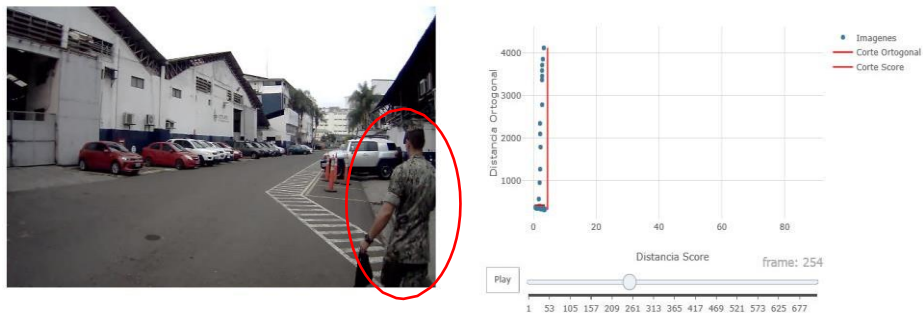 Imagenes
Corte Ortogonal
Corte Score
4000
3000
2000
1000
Distancia Ortogonal
0 20 40 60 80
Distancia Score
frame: 254
Play
1 53 105 157 209 261 313 365 417 469 521 573 625 677